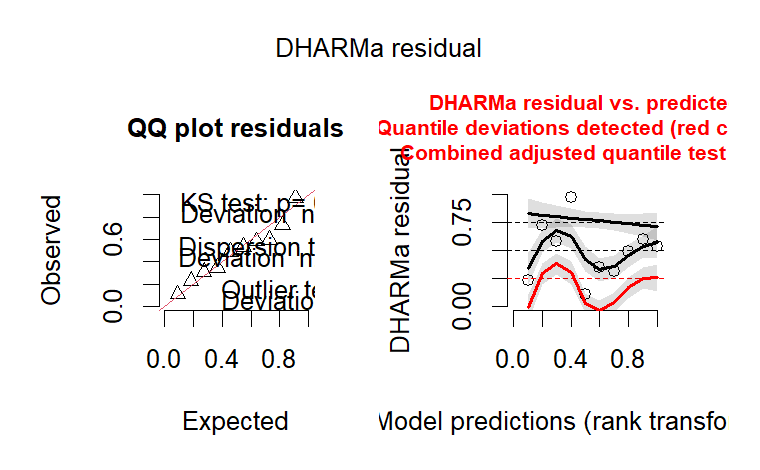 DHARMa residual
QQ plot residuals
KS test: p=
Deviation n
Dispersion t
Deviation n
Outlier te
Deviatio
Observed
0.0 0.6
0.0 0.4 0.8
Expected
DHARMa residual vs. predicte
Quantile deviations detected (red c
Combined adjusted quantile test
DHARMa residual
0.00 0.75
0.0 0.4 0.8
Model predictions (rank transfo